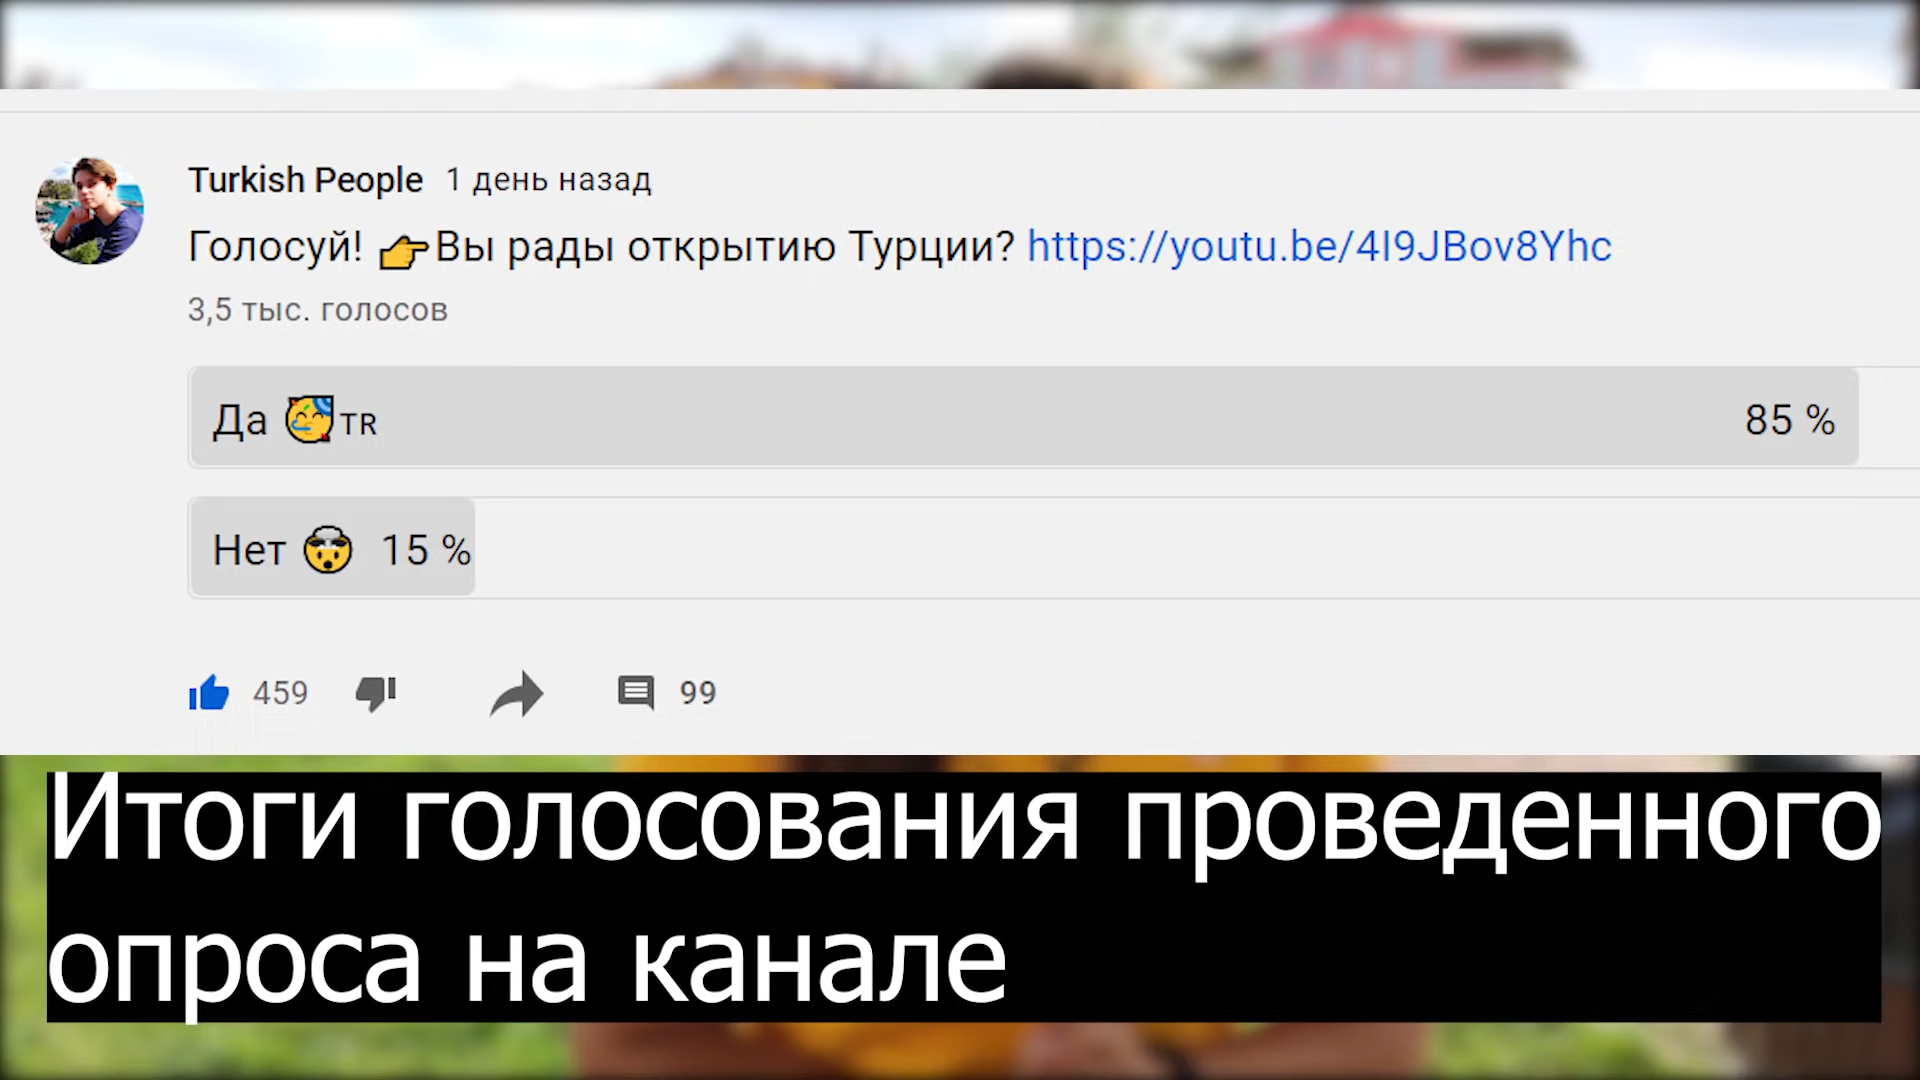 Turkish People 1 день назад
Голосуй! 👉Вы рады открытию Турции? https://youtu.be/4I9JBov8Yhc
3,5 тыс. голосов
Да 🥳TR 85 %
Нет 🤯 15 %
459 99
Итоги голосования проведенного
опроса на канале